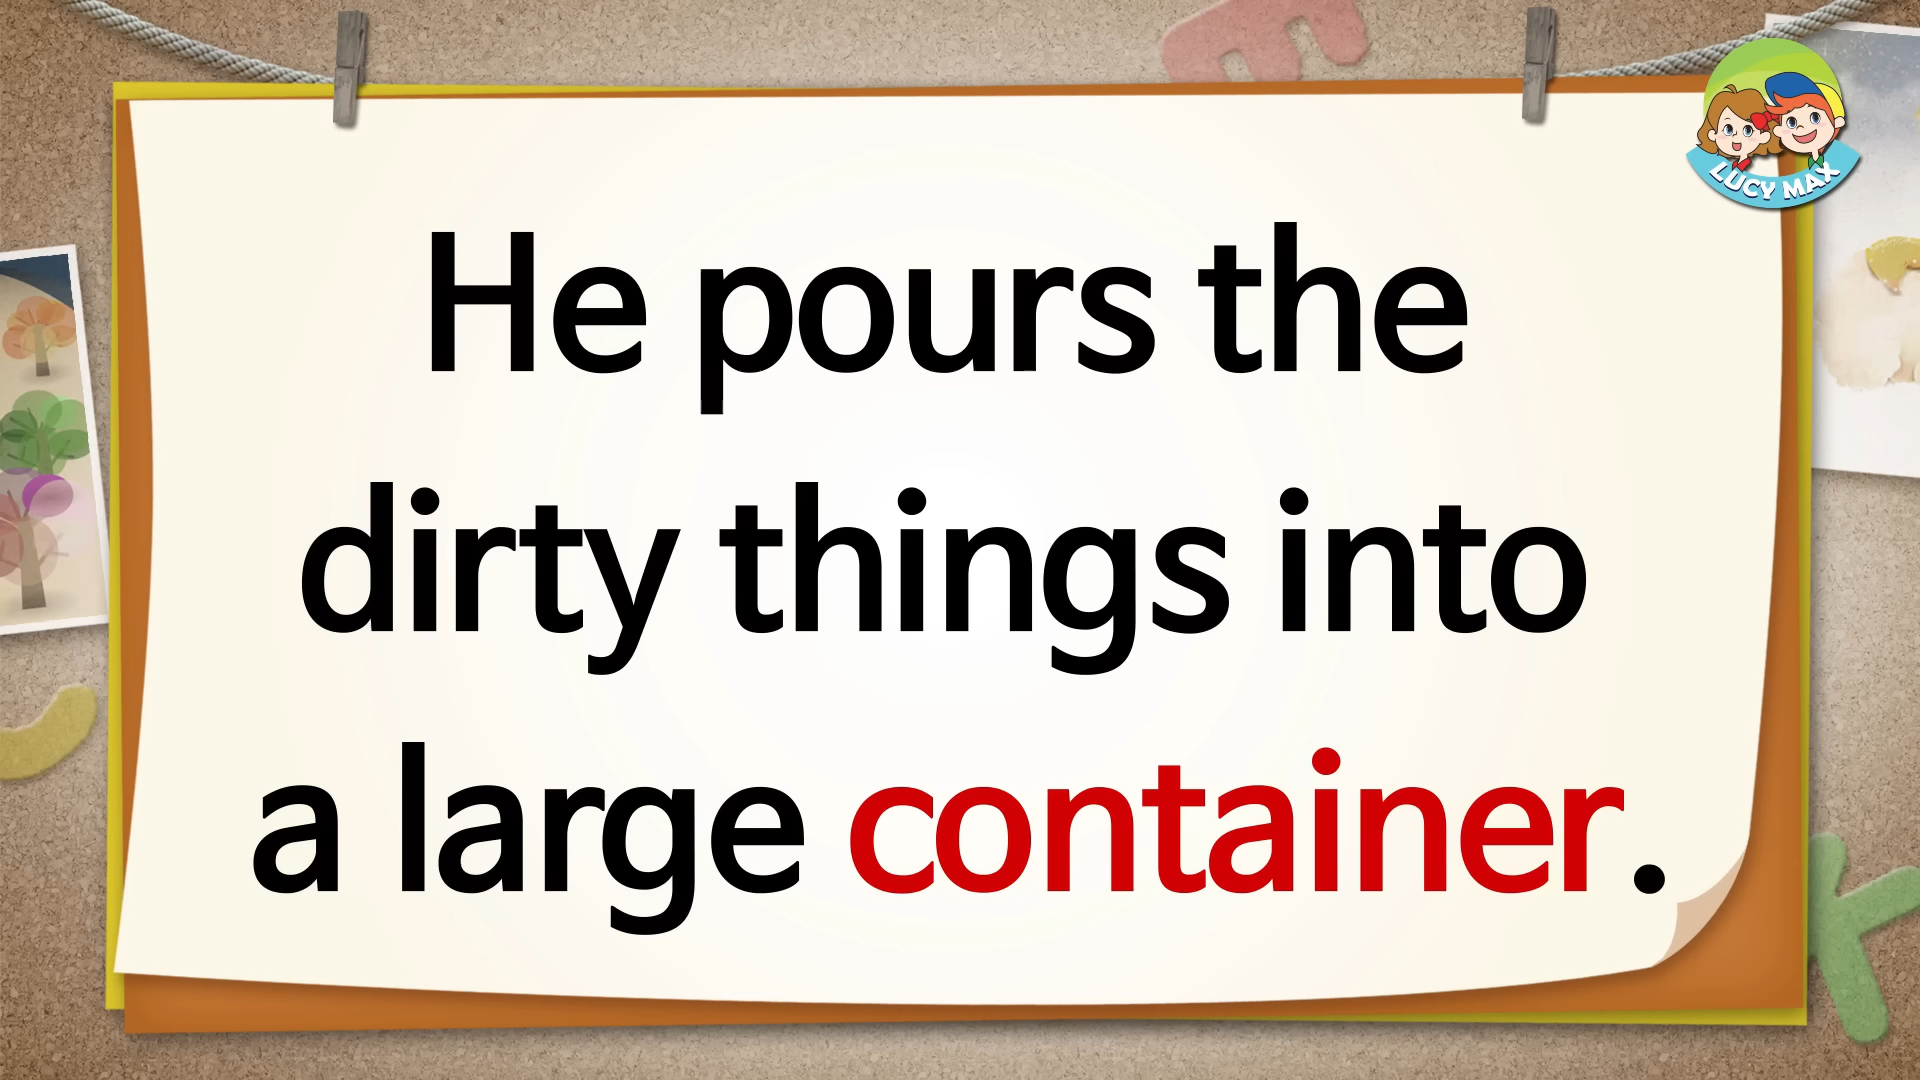 LUCY MAX
He pours the
dirty things into
a large container.